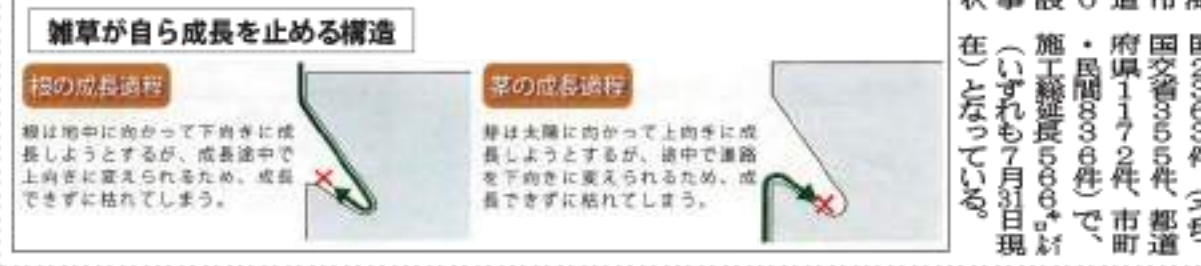 雑草が自ら成長を止める構造
根の成長過程
根は地中に向かって下向きに成
長しようとするが、成長途中で
上向きに変えられるため、成長
できずに枯れてしまう。
茎の成長過程
芽は太陽に向かって上向きに成
長しようとするが、途中で進路
を下向きに変えられるため、成
長できずに枯れてしまう。
国交省355件、都道
府県1172件、市町
・民間836件）で、
施工総延長566㌔㍍
（いずれも7月31日現
在）となっている。